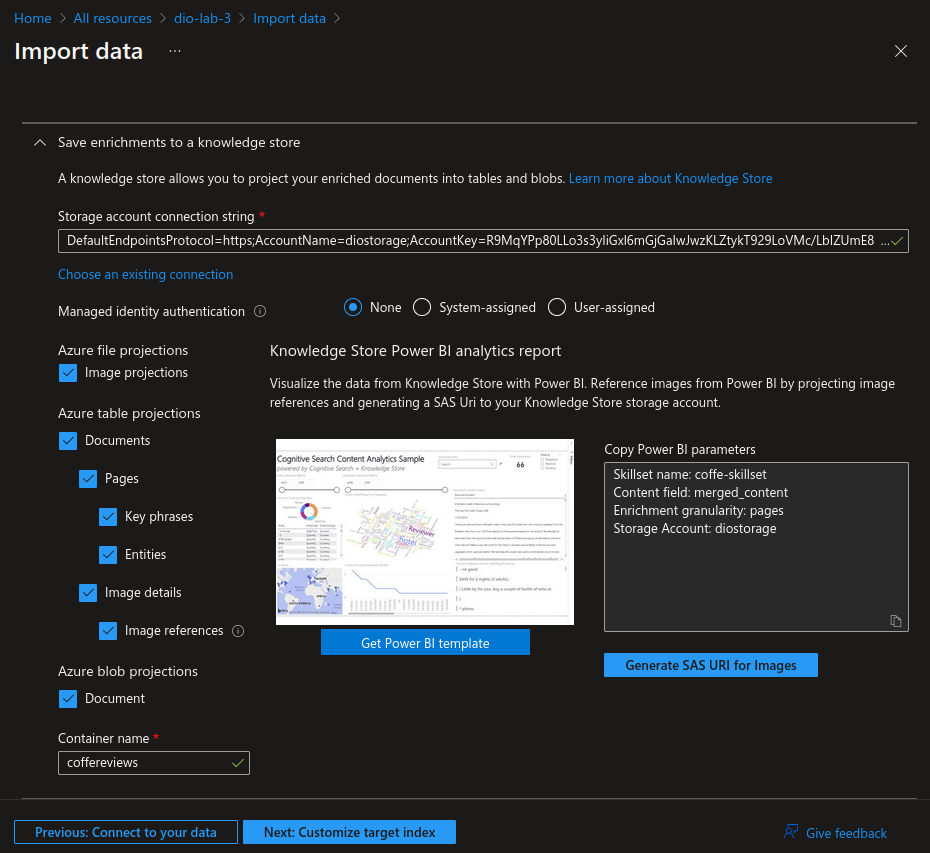 Home > All resources > dio-lab-3 > Import data >
Import data ...
Save enrichments to a knowledge store
A knowledge store allows you to project your enriched documents into tables and blobs. Learn more about Knowledge Store
Storage account connection string *
DefaultEndpointsProtocol=https;AccountName=diostorage;AccountKey= ...
Choose an existing connection
Managed identity authentication
None
System-assigned
User-assigned
Azure file projections
Image projections
Azure table projections
Documents
Pages
Key phrases
Entities
Image details
Image references
Azure blob projections
Document
Container name *
coffereviews
Knowledge Store Power BI analytics report
Visualize the data from Knowledge Store with Power BI. Reference images from Power BI by projecting image
references and generating a SAS Uri to your Knowledge Store storage account.
Cognitive Search Content Analytics Sample
powered by Cognitive Search + Knowledge Store
66
Reviewer
hotel
Get Power BI template
Copy Power BI parameters
Skillset name: coffe-skillset
Content field: merged_content
Enrichment granularity: pages
Storage Account: diostorage
Generate SAS URI for Images
Previous: Connect to your data
Next: Customize target index
Give feedback